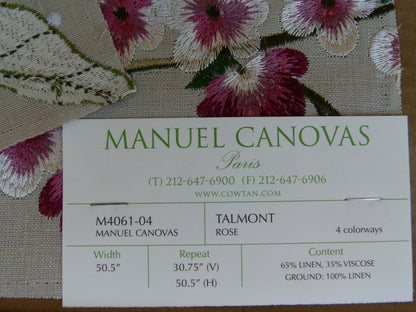 MANUEL CANOVAS
Paris
(T) 212-647-6900 (F) 212-647-6906
WWW.COWTAN.COM
M4061-04
MANUEL CANOVAS
TALMONT
ROSE 4 colorways
Width
50.5"
Repeat
30.75" (V)
50.5" (H)
Content
65% LINEN, 35% VISCOSE
GROUND: 100% LINEN